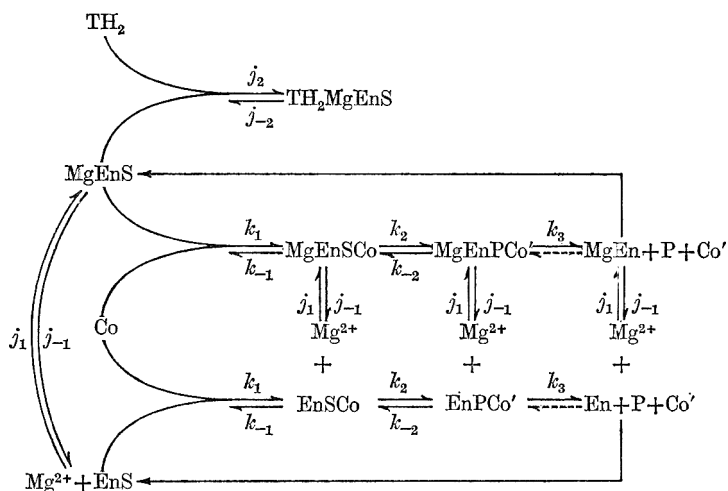 TH₂
j₂
TH₂MgEnS
j₋₂
MgEnS
k₁ k₂ k₃
MgEnSCo MgEnPCo′ MgEn+P+Co′
k₋₁ k₋₂
j₁ j₋₁ j₁ j₋₁ j₁ j₋₁
j₁ j₋₁ Co Mg²⁺ Mg²⁺ Mg²⁺
+ + +
k₁ k₂ k₃
EnSCo EnPCo′ En+P+Co′
k₋₁ k₋₂
Mg²⁺+EnS